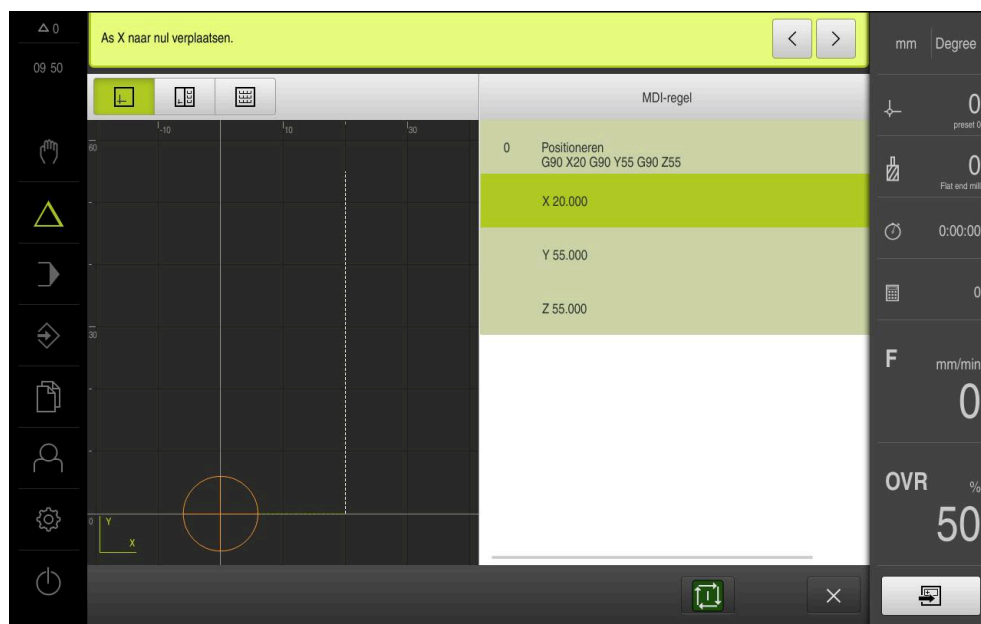 0
09 50
As X naar nul verplaatsen.
MDI-regel
-10
10
30
60
30
0
Y
X
0 Positioneren
G90 X20 G90 Y55 G90 Z55
X 20.000
Y 55.000
Z 55.000
mm Degree
0
preset 0
0
Flat end mill
0:00:00
0
F mm/min
0
OVR %
50